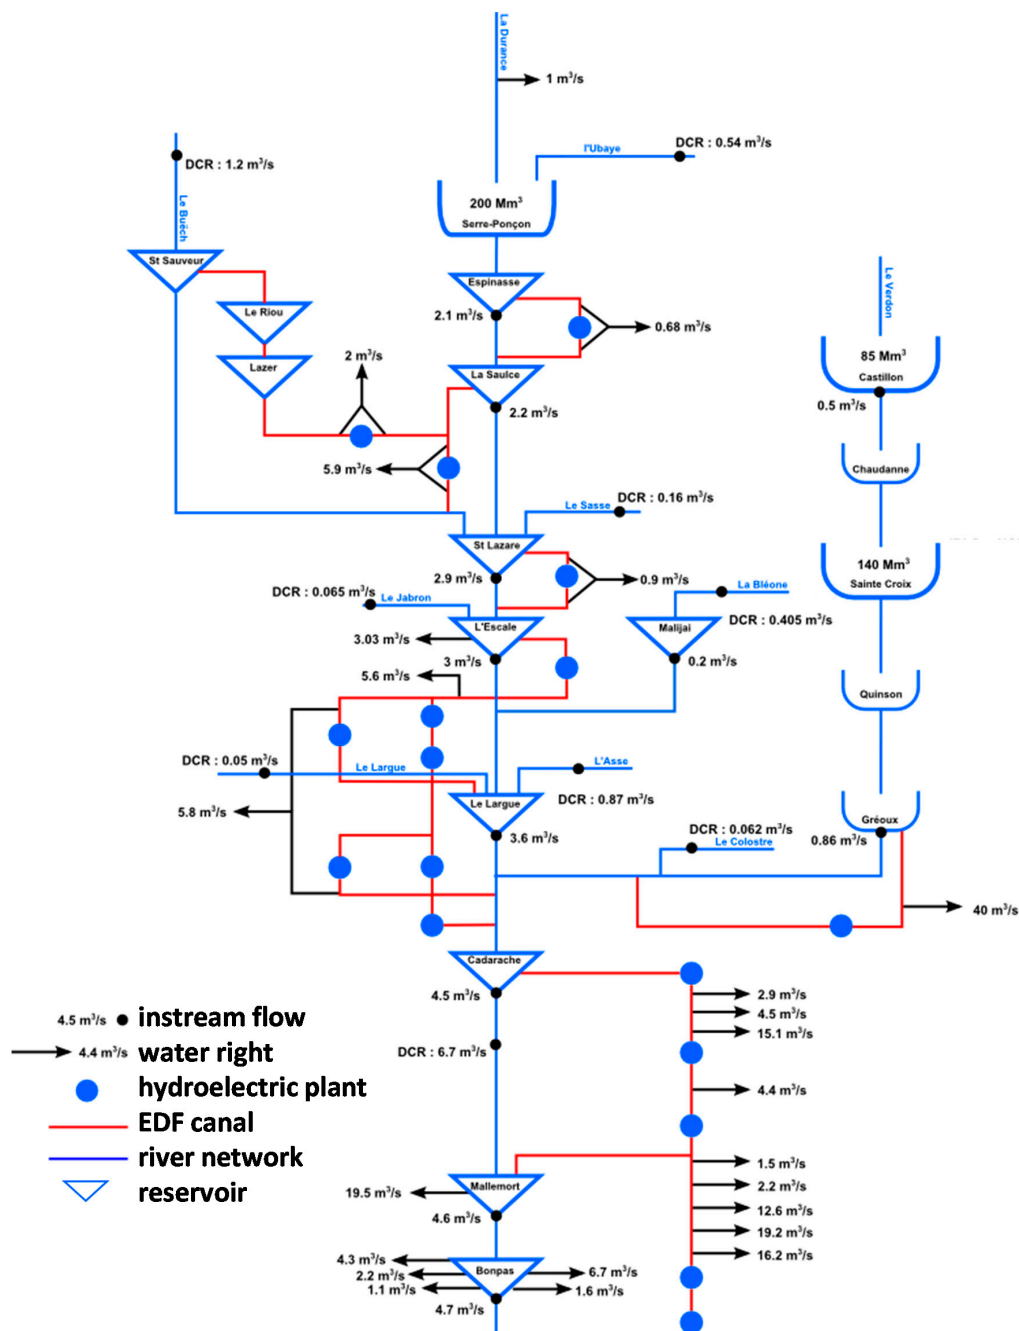 La Durance
1 m³/s
DCR : 0.54 m³/s
l'Ubaye
DCR : 1.2 m³/s
Le Buëch
200 Mm³
Serre-Ponçon
St Sauveur
Espinasse
Le Verdon
Le Riou
2.1 m³/s
0.68 m³/s
2 m³/s
Lazer
La Saulce
85 Mm³
Castillon
0.5 m³/s
2.2 m³/s
5.9 m³/s
Chaudanne
Le Sasse
DCR : 0.16 m³/s
St Lazare
140 Mm³
Sainte Croix
2.9 m³/s
0.9 m³/s
La Bléone
DCR : 0.065 m³/s
Le Jabron
L'Escale
Malijai
DCR : 0.405 m³/s
3.03 m³/s
3 m³/s
0.2 m³/s
5.6 m³/s
Quinson
DCR : 0.05 m³/s
Le Largue
L'Asse
Le Largue
DCR : 0.87 m³/s
5.8 m³/s
Gréoux
3.6 m³/s
DCR : 0.062 m³/s
Le Colostre
0.86 m³/s
40 m³/s
Cadarache
4.5 m³/s
2.9 m³/s
4.5 m³/s
15.1 m³/s
DCR : 6.7 m³/s
4.4 m³/s
1.5 m³/s
2.2 m³/s
12.6 m³/s
19.2 m³/s
16.2 m³/s
Mallemort
19.5 m³/s
4.6 m³/s
4.3 m³/s
2.2 m³/s
1.1 m³/s
Bonpas
6.7 m³/s
1.6 m³/s
4.7 m³/s
4.5 m³/s instream flow
4.4 m³/s water right
hydroelectric plant
EDF canal
river network
reservoir